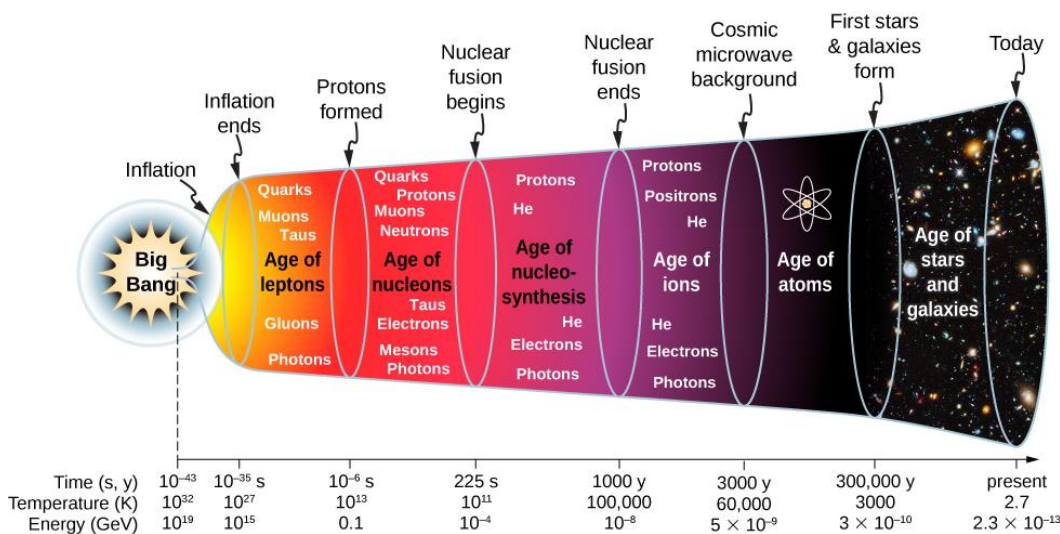 Inflation
Inflation
ends
Protons
formed
Nuclear
fusion
begins
Nuclear
fusion
ends
Cosmic
microwave
background
First stars
& galaxies
form
Today
Big
Bang
Quarks
Muons
Taus
Age of
leptons
Gluons
Photons
Quarks
Protons
Muons
Neutrons
Age of
nucleons
Taus
Electrons
Mesons
Photons
Protons
He
Age of
nucleo-
synthesis
He
Electrons
Photons
Protons
Positrons
He
Age of
ions
He
Electrons
Photons
Age of
atoms
Age of
stars
and
galaxies
Time (s, y) 10⁻⁴³ 10⁻³⁵ s 10⁻⁶ s 225 s 1000 y 3000 y 300,000 y present
Temperature (K) 10³² 10²⁷ 10¹³ 10¹¹ 100,000 60,000 3000 2.7
Energy (GeV) 10¹⁹ 10¹⁵ 0.1 10⁻⁴ 10⁻⁸ 5 × 10⁻⁹ 3 × 10⁻¹⁰ 2.3 × 10⁻¹³